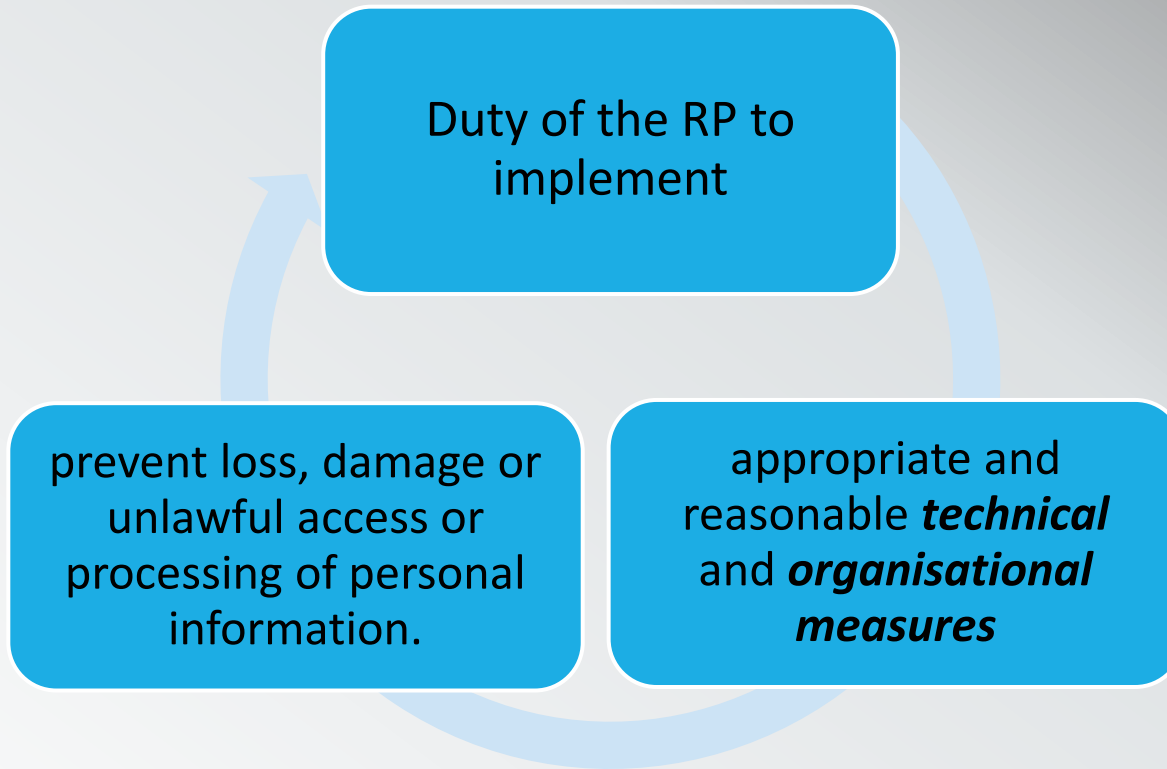 Duty of the RP to
implement
appropriate and
reasonable technical
and organisational
measures
prevent loss, damage or
unlawful access or
processing of personal
information.